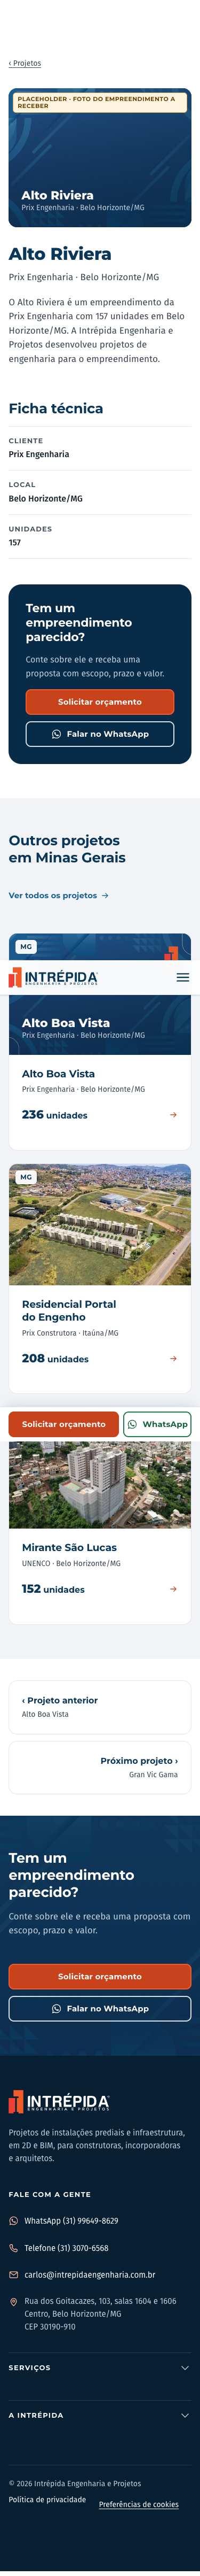 ‹ Projetos
PLACEHOLDER · FOTO DO EMPREENDIMENTO A
RECEBER
Alto Riviera
Prix Engenharia · Belo Horizonte/MG
Alto Riviera
Prix Engenharia · Belo Horizonte/MG
O Alto Riviera é um empreendimento da
Prix Engenharia com 157 unidades em Belo
Horizonte/MG. A Intrépida Engenharia e
Projetos desenvolveu projetos de
engenharia para o empreendimento.
Ficha técnica
CLIENTE
Prix Engenharia
LOCAL
Belo Horizonte/MG
UNIDADES
157
Tem um
empreendimento
parecido?
Conte sobre ele e receba uma
proposta com escopo, prazo e valor.
Solicitar orçamento
Falar no WhatsApp
Outros projetos
em Minas Gerais
Ver todos os projetos →
MG
INTRÉPIDA
ENGENHARIA E PROJETOS
Alto Boa Vista
Prix Engenharia · Belo Horizonte/MG
Alto Boa Vista
Prix Engenharia · Belo Horizonte/MG
236 unidades →
MG
Residencial Portal
do Engenho
Prix Construtora · Itaúna/MG
208 unidades →
Solicitar orçamento
WhatsApp
Mirante São Lucas
UNENCO · Belo Horizonte/MG
152 unidades →
‹ Projeto anterior
Alto Boa Vista
Próximo projeto ›
Gran Vic Gama
Tem um
empreendimento
parecido?
Conte sobre ele e receba uma proposta com
escopo, prazo e valor.
Solicitar orçamento
Falar no WhatsApp
INTRÉPIDA
ENGENHARIA E PROJETOS
Projetos de instalações prediais e infraestrutura,
em 2D e BIM, para construtoras, incorporadoras
e arquitetos.
FALE COM A GENTE
WhatsApp (31) 99649-8629
Telefone (31) 3070-6568
carlos@intrepidaengenharia.com.br
Rua dos Goitacazes, 103, salas 1604 e 1606
Centro, Belo Horizonte/MG
CEP 30190-910
SERVIÇOS
A INTRÉPIDA
© 2026 Intrépida Engenharia e Projetos
Política de privacidade
Preferências de cookies